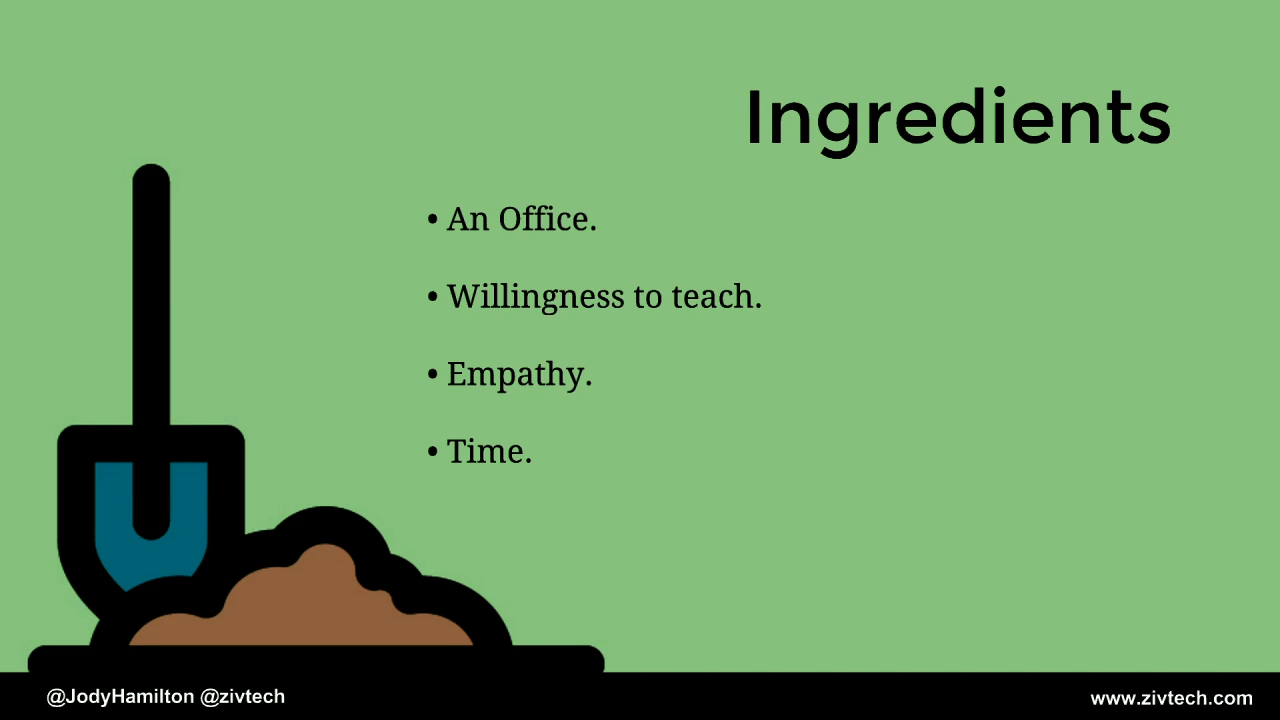 Ingredients
• An Office.
• Willingness to teach.
• Empathy.
• Time.
@JodyHamilton @zivtech
www.zivtech.com